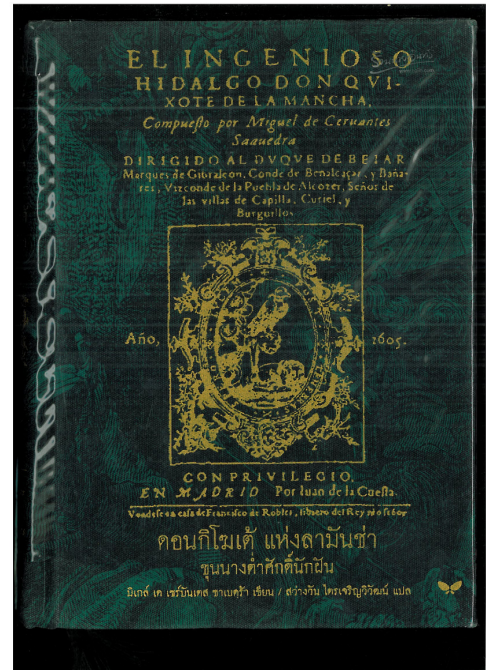 EL INGENIOSO
HIDALGO DON QVI-
XOTE DE LA MANCHA,
Compuesto por Miguel de Ceruantes
Saauedra
DIRIGIDO AL DVQVE DE BEIAR,
Marques de Gibraleon, Conde de Benalcaçar, y Baña-
res, Vizconde de la Puebla de Alcozer, Señor de
las villas de Capilla, Curiel, y
Burguillos
Año, 1605.
CON PRIVILEGIO,
EN MADRID Por Iuan de la Cuesta.
Vendese en casa de Francisco de Robles, librero del Rey nro señor
ดอนกิโฆเต้ แห่งลามันช่า
ขุนนางต่ำศักดิ์นักฝัน
มิเกล์ เด เซร์บันเตส ซาเบดร้า เขียน / สว่างวัน ไตรเจริญวิวัฒน์ แปล